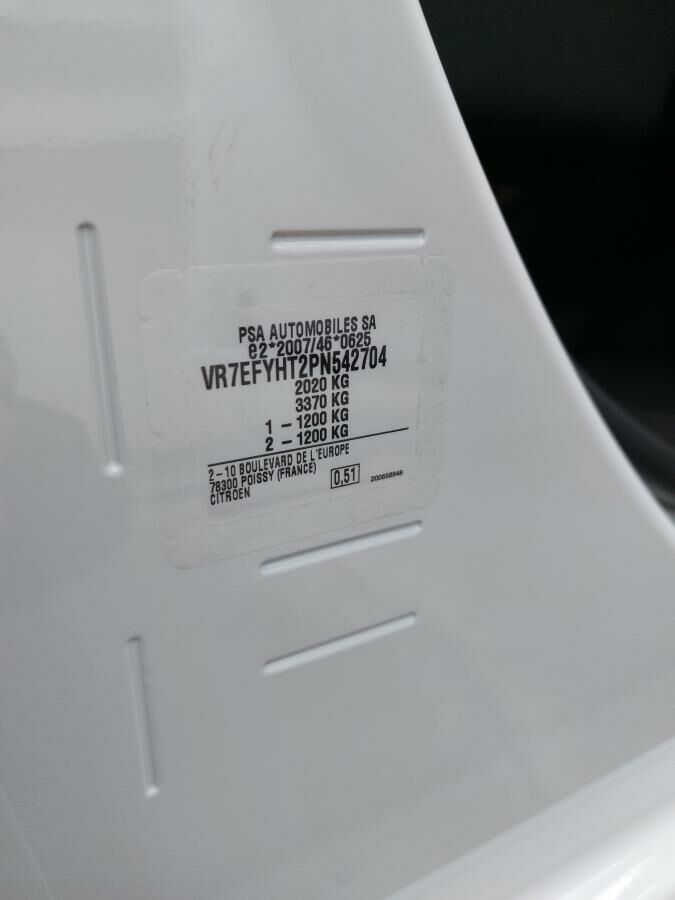 PSA AUTOMOBILES SA
e2*2007/46*0625
VR7EFYHT2PN542704
2020 KG
3370 KG
1 - 1200 KG
2 - 1200 KG
2-10 BOULEVARD DE L'EUROPE
78300 POISSY (FRANCE)
CITROEN
0,51
200658948